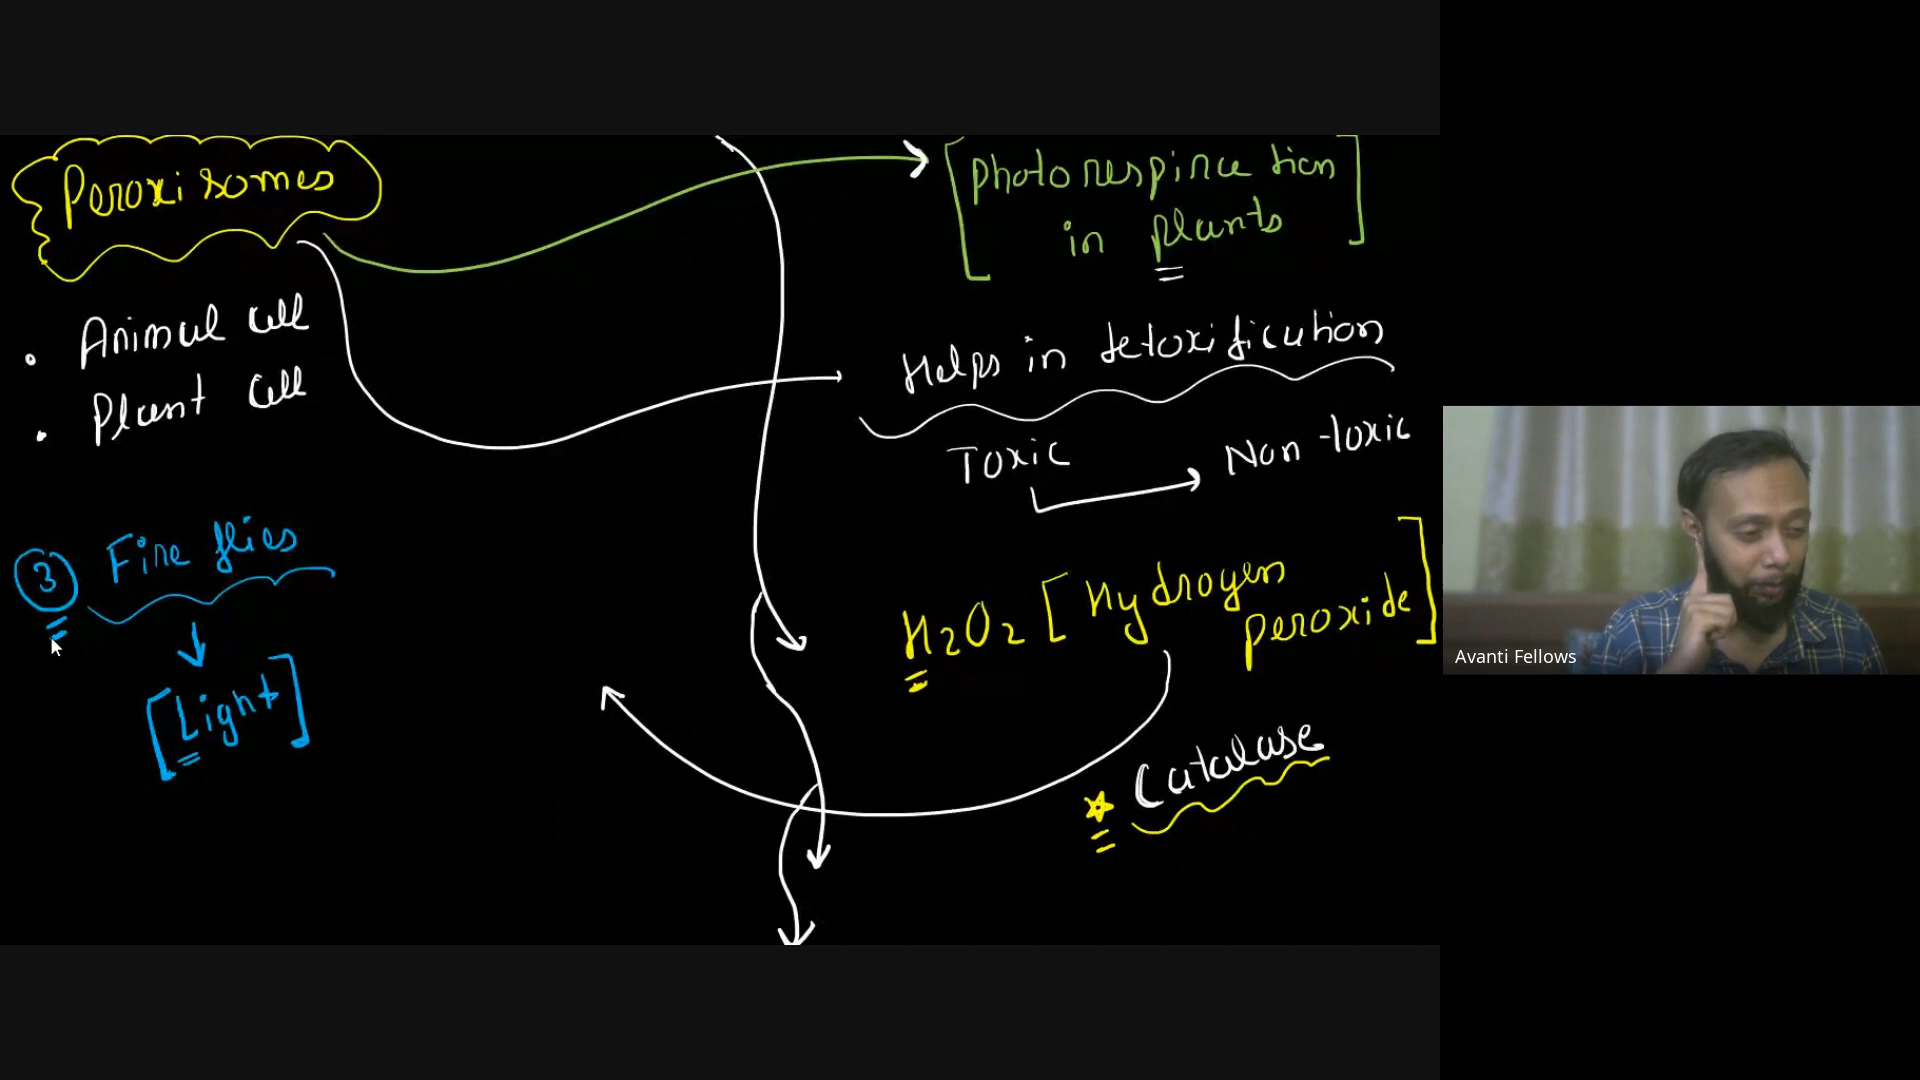 Peroxisomes
• Animal cell
• Plant cell
③ Fire flies
[Light]
[photorespiration
in plants]
Helps in detoxification
Toxic → Non-toxic
H2O2 [Hydrogen
peroxide]
Catalase
Avanti Fellows